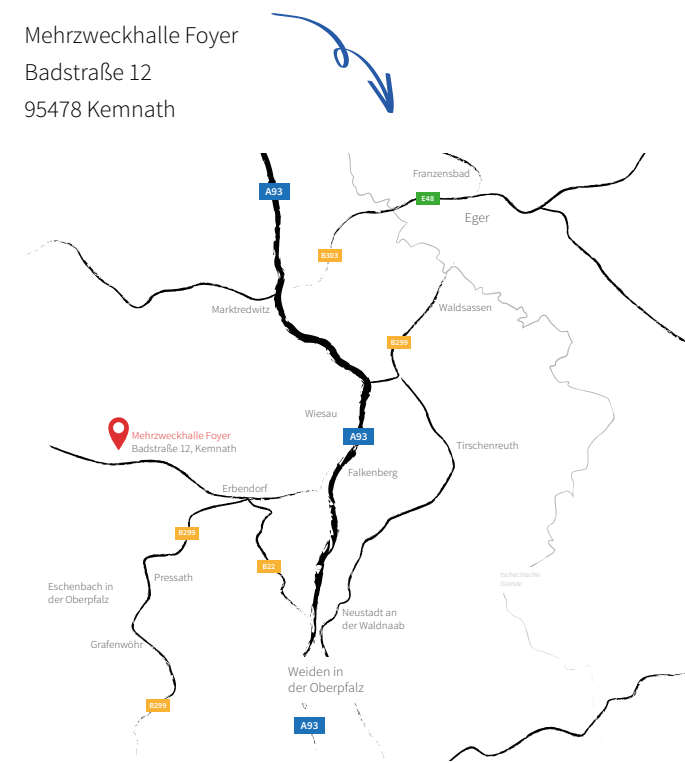 Mehrzweckhalle Foyer
Badstraße 12
95478 Kemnath
Franzensbad
A93
E48
Eger
B303
Marktredwitz
Waldsassen
B299
Wiesau
Mehrzweckhalle Foyer
Badstraße 12, Kemnath
A93
Tirschenreuth
Falkenberg
Erbendorf
B299
B22
Pressath
tschechische
Grenze
Eschenbach in
der Oberpfalz
Neustadt an
der Waldnaab
Grafenwöhr
Weiden in
der Oberpfalz
B299
A93